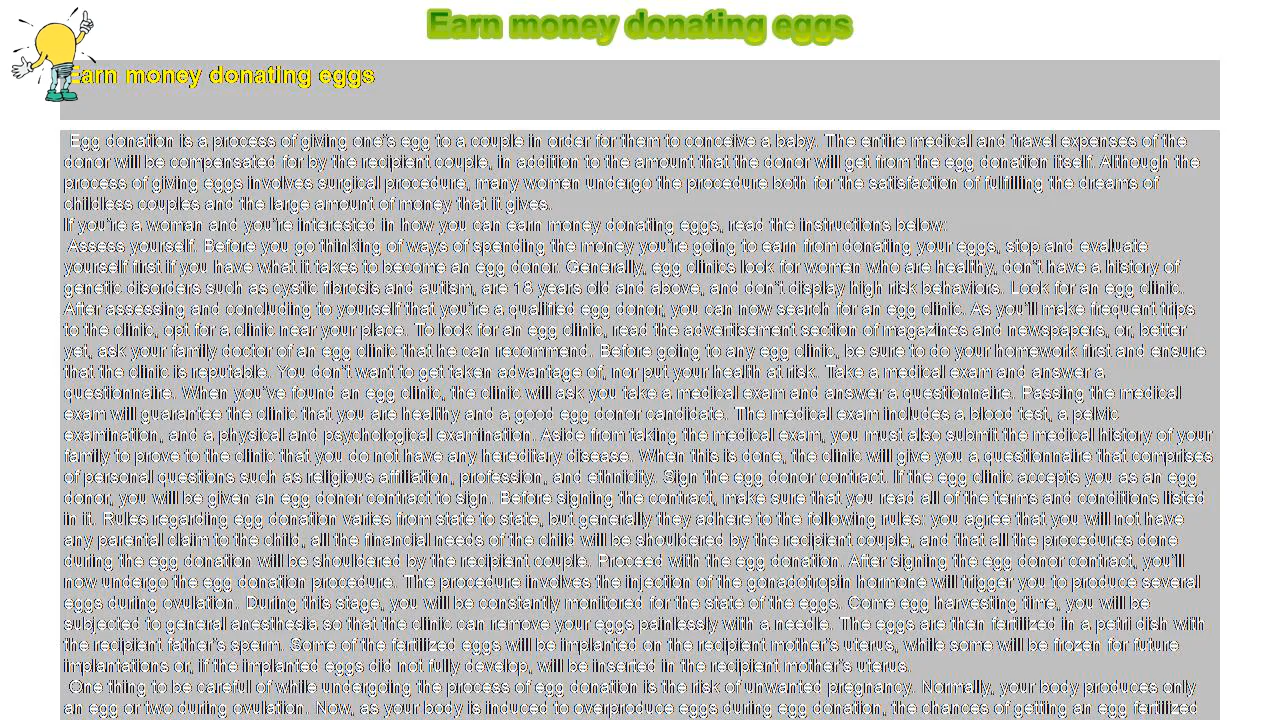 Earn money donating eggs
Earn money donating eggs
Egg donation is a process of giving one's egg to a couple in order for them to conceive a baby. The entire medical and travel expenses of the
donor will be compensated for by the recipient couple, in addition to the amount that the donor will get from the egg donation itself. Although the
process of giving eggs involves surgical procedure, many women undergo the procedure both for the satisfaction of fulfilling the dreams of
childless couples and the large amount of money that it gives.
If you're a woman and you're interested in how you can earn money donating eggs, read the instructions below:
Assess yourself. Before you go thinking of ways of spending the money you're going to earn from donating your eggs, stop and evaluate
yourself first if you have what it takes to become an egg donor. Generally, egg clinics look for women who are healthy, don't have a history of
genetic disorders such as cystic fibrosis and autism, are 18 years old and above, and don't display high risk behaviors. Look for an egg clinic.
After assessing and concluding to yourself that you're a qualified egg donor, you can now search for an egg clinic. As you'll make frequent trips
to the clinic, opt for a clinic near your place. To look for an egg clinic, read the advertisement section of magazines and newspapers, or, better
yet, ask your family doctor of an egg clinic that he can recommend. Before going to any egg clinic, be sure to do your homework first and ensure
that the clinic is reputable. You don't want to get taken advantage of, nor put your health at risk. Take a medical exam and answer a
questionnaire. When you've found an egg clinic, the clinic will ask you take a medical exam and answer a questionnaire. Passing the medical
exam will guarantee the clinic that you are healthy and a good egg donor candidate. The medical exam includes a blood test, a pelvic
examination, and a physical and psychological examination. Aside from taking the medical exam, you must also submit the medical history of your
family to prove to the clinic that you do not have any hereditary disease. When this is done, the clinic will give you a questionnaire that comprises
of personal questions such as religious affiliation, profession, and ethnicity. Sign the egg donor contract. If the egg clinic accepts you as an egg
donor, you will be given an egg donor contract to sign. Before signing the contract, make sure that you read all of the terms and conditions listed
in it. Rules regarding egg donation varies from state to state, but generally they adhere to the following rules: you agree that you will not have
any parental claim to the child, all the financial needs of the child will be shouldered by the recipient couple, and that all the procedures done
during the egg donation will be shouldered by the recipient couple. Proceed with the egg donation. After signing the egg donor contract, you'll
now undergo the egg donation procedure. The procedure involves the injection of the gonadotropin hormone will trigger you to produce several
eggs during ovulation. During this stage, you will be constantly monitored for the state of the eggs. Come egg harvesting time, you will be
subjected to general anesthesia so that the clinic can remove your eggs painlessly with a needle. The eggs are then fertilized in a petri dish with
the recipient father's sperm. Some of the fertilized eggs will be implanted on the recipient mother's uterus, while some will be frozen for future
implantations or, if the implanted eggs did not fully develop, will be inserted in the recipient mother's uterus.
One thing to be careful of while undergoing the process of egg donation is the risk of unwanted pregnancy. Normally, your body produces only
an egg or two during ovulation. Now, as your body is induced to overproduce eggs during egg donation, the chances of getting an egg fertilized